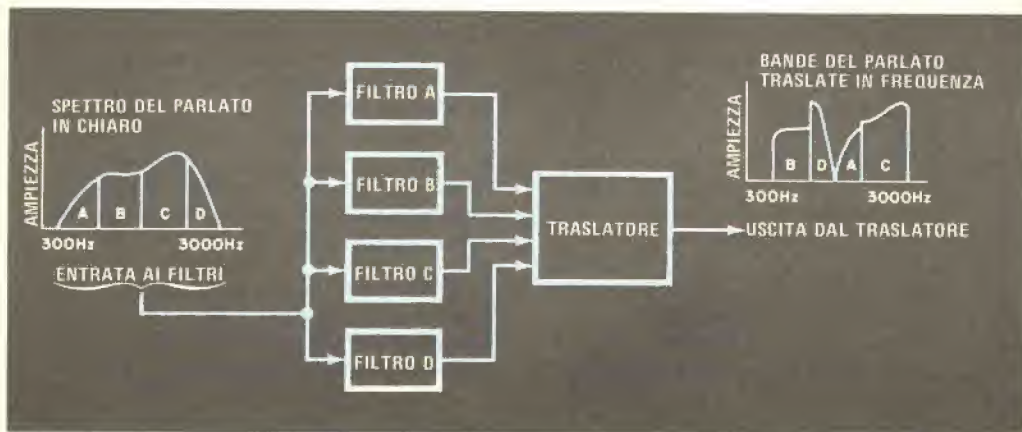 SPETTRO DEL PARLATO
IN CHIARO
AMPIEZZA
A B C D
300Hz 3000Hz
ENTRATA AI FILTRI
FILTRO A
FILTRO B
FILTRO C
FILTRO D
TRASLATORE
BANDE DEL PARLATO
TRASLATE IN FREQUENZA
AMPIEZZA
B D A C
300Hz 3000Hz
USCITA DAL TRASLATORE